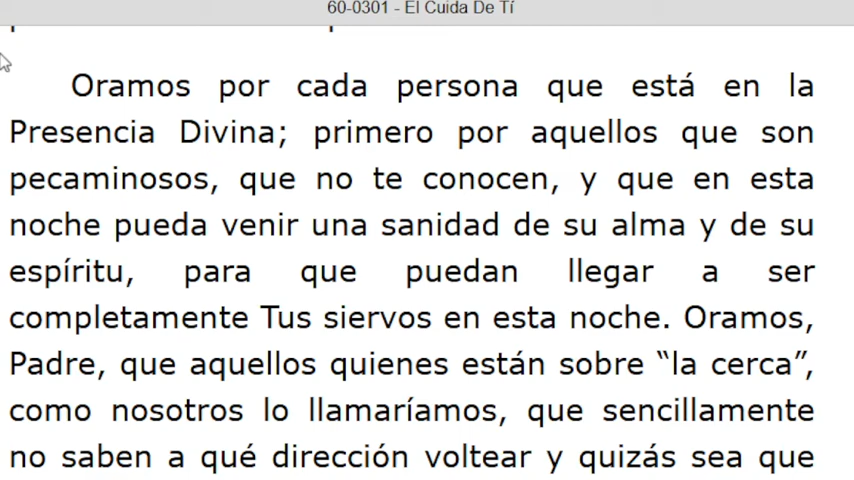 60-0301 - El Cuida De Tí
Oramos por cada persona que está en la
Presencia Divina; primero por aquellos que son
pecaminosos, que no te conocen, y que en esta
noche pueda venir una sanidad de su alma y de su
espíritu, para que puedan llegar a ser
completamente Tus siervos en esta noche. Oramos,
Padre, que aquellos quienes están sobre “la cerca”,
como nosotros lo llamaríamos, que sencillamente
no saben a qué dirección voltear y quizás sea que